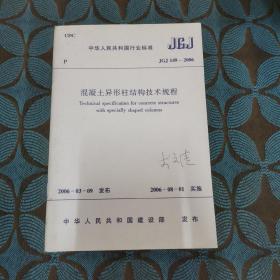 UDC
中华人民共和国行业标准 JGJ
P JGJ 149-2006
混凝土异形柱结构技术规程
Technical specification for concrete structures
with specially shaped columns
2006-03-09 发布 2006-08-01 实施
中华人民共和国建设部 发布